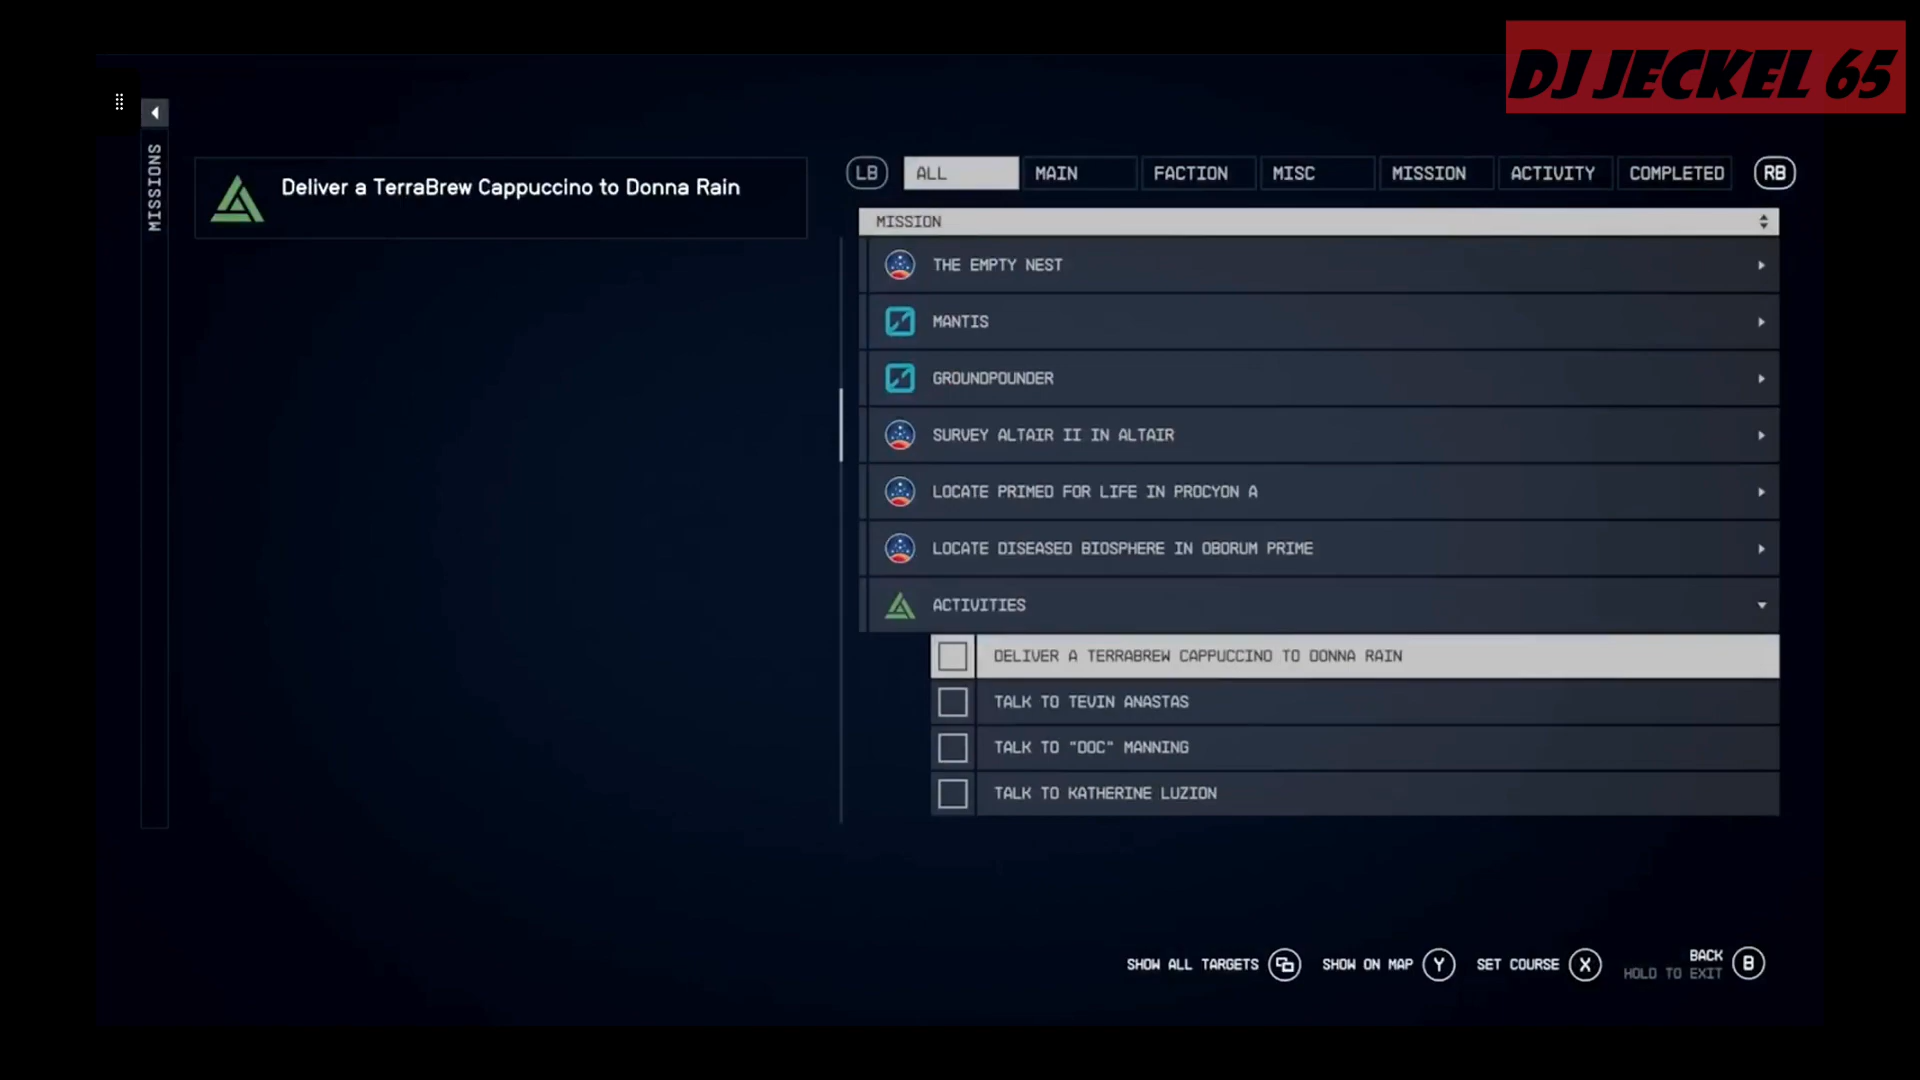 DJ JECKEL 65
MISSIONS
Deliver a TerraBrew Cappuccino to Donna Rain
LB ALL MAIN FACTION MISC MISSION ACTIVITY COMPLETED RB
MISSION
THE EMPTY NEST
MANTIS
GROUNDPOUNDER
SURVEY ALTAIR II IN ALTAIR
LOCATE PRIMED FOR LIFE IN PROCYON A
LOCATE DISEASED BIOSPHERE IN OBORUM PRIME
ACTIVITIES
DELIVER A TERRABREW CAPPUCCINO TO DONNA RAIN
TALK TO TEVIN ANASTAS
TALK TO "DOC" MANNING
TALK TO KATHERINE LUZION
SHOW ALL TARGETS SHOW ON MAP Y SET COURSE X BACK B
HOLD TO EXIT